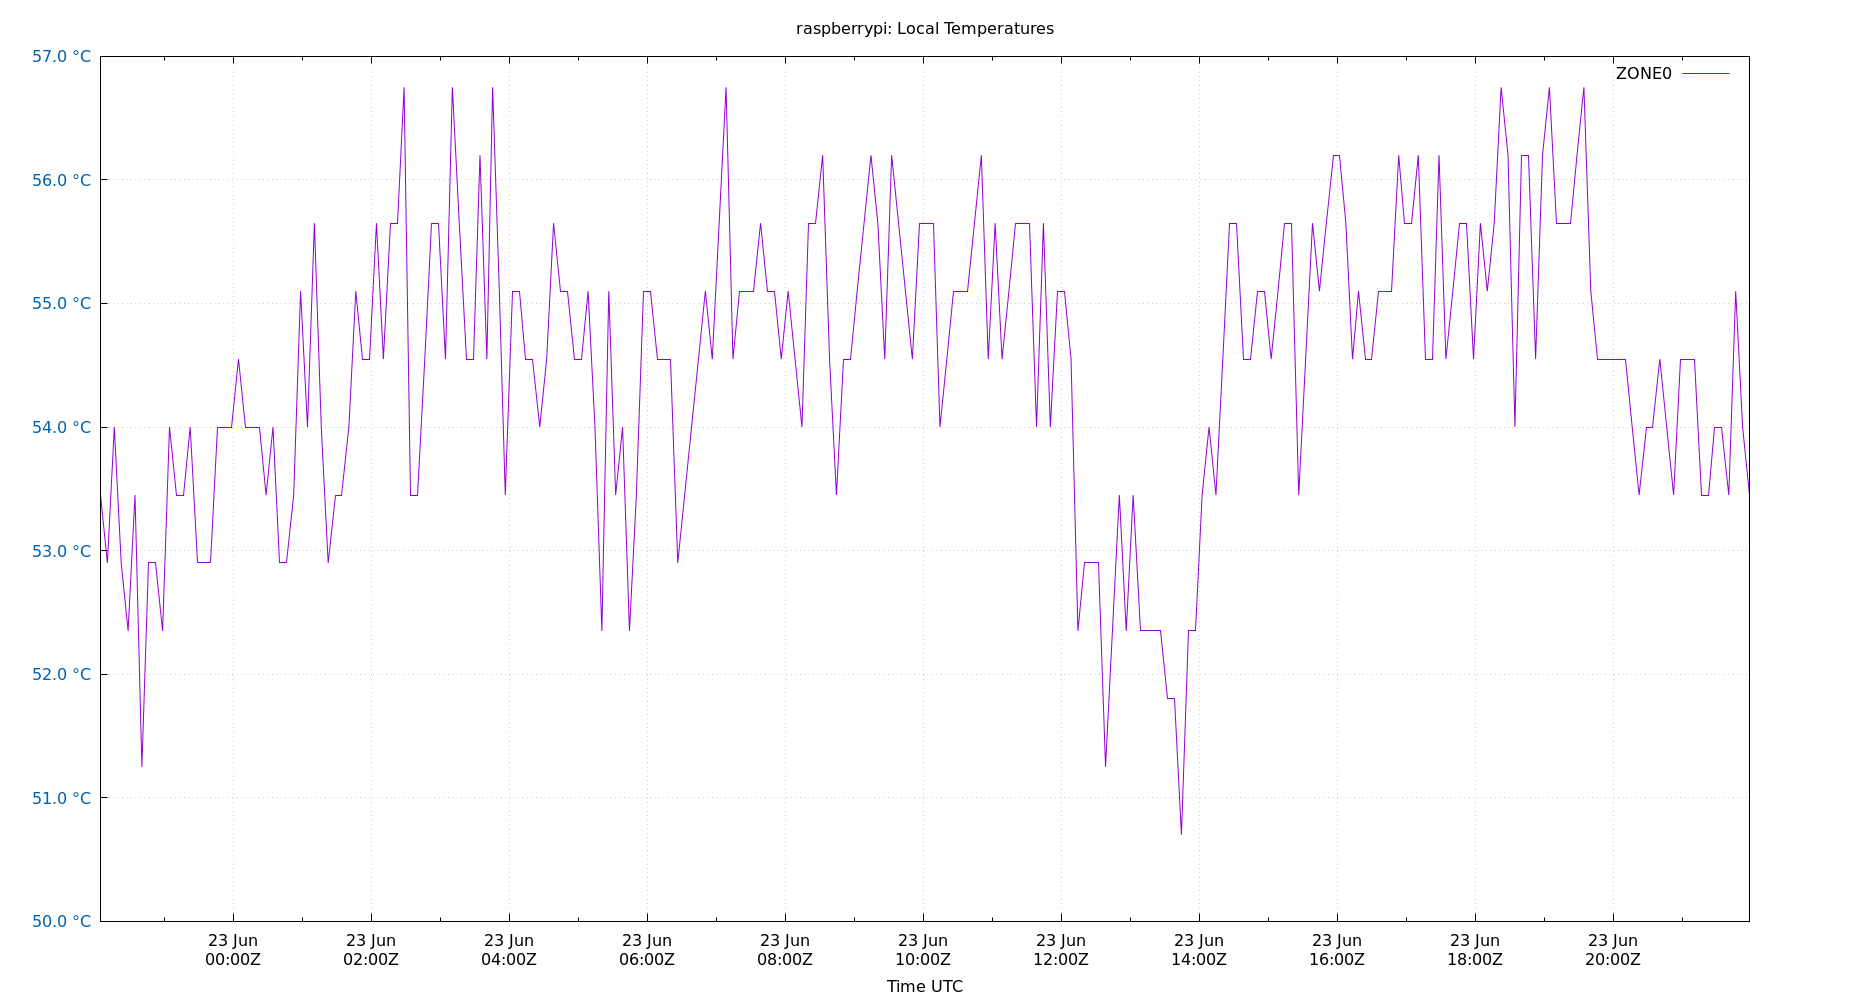 raspberrypi: Local Temperatures
57.0 °C
ZONE0
56.0 °C
55.0 °C
54.0 °C
53.0 °C
52.0 °C
51.0 °C
50.0 °C
23 Jun 23 Jun 23 Jun 23 Jun 23 Jun 23 Jun 23 Jun 23 Jun 23 Jun 23 Jun 23 Jun
00:00Z 02:00Z 04:00Z 06:00Z 08:00Z 10:00Z 12:00Z 14:00Z 16:00Z 18:00Z 20:00Z
Time UTC